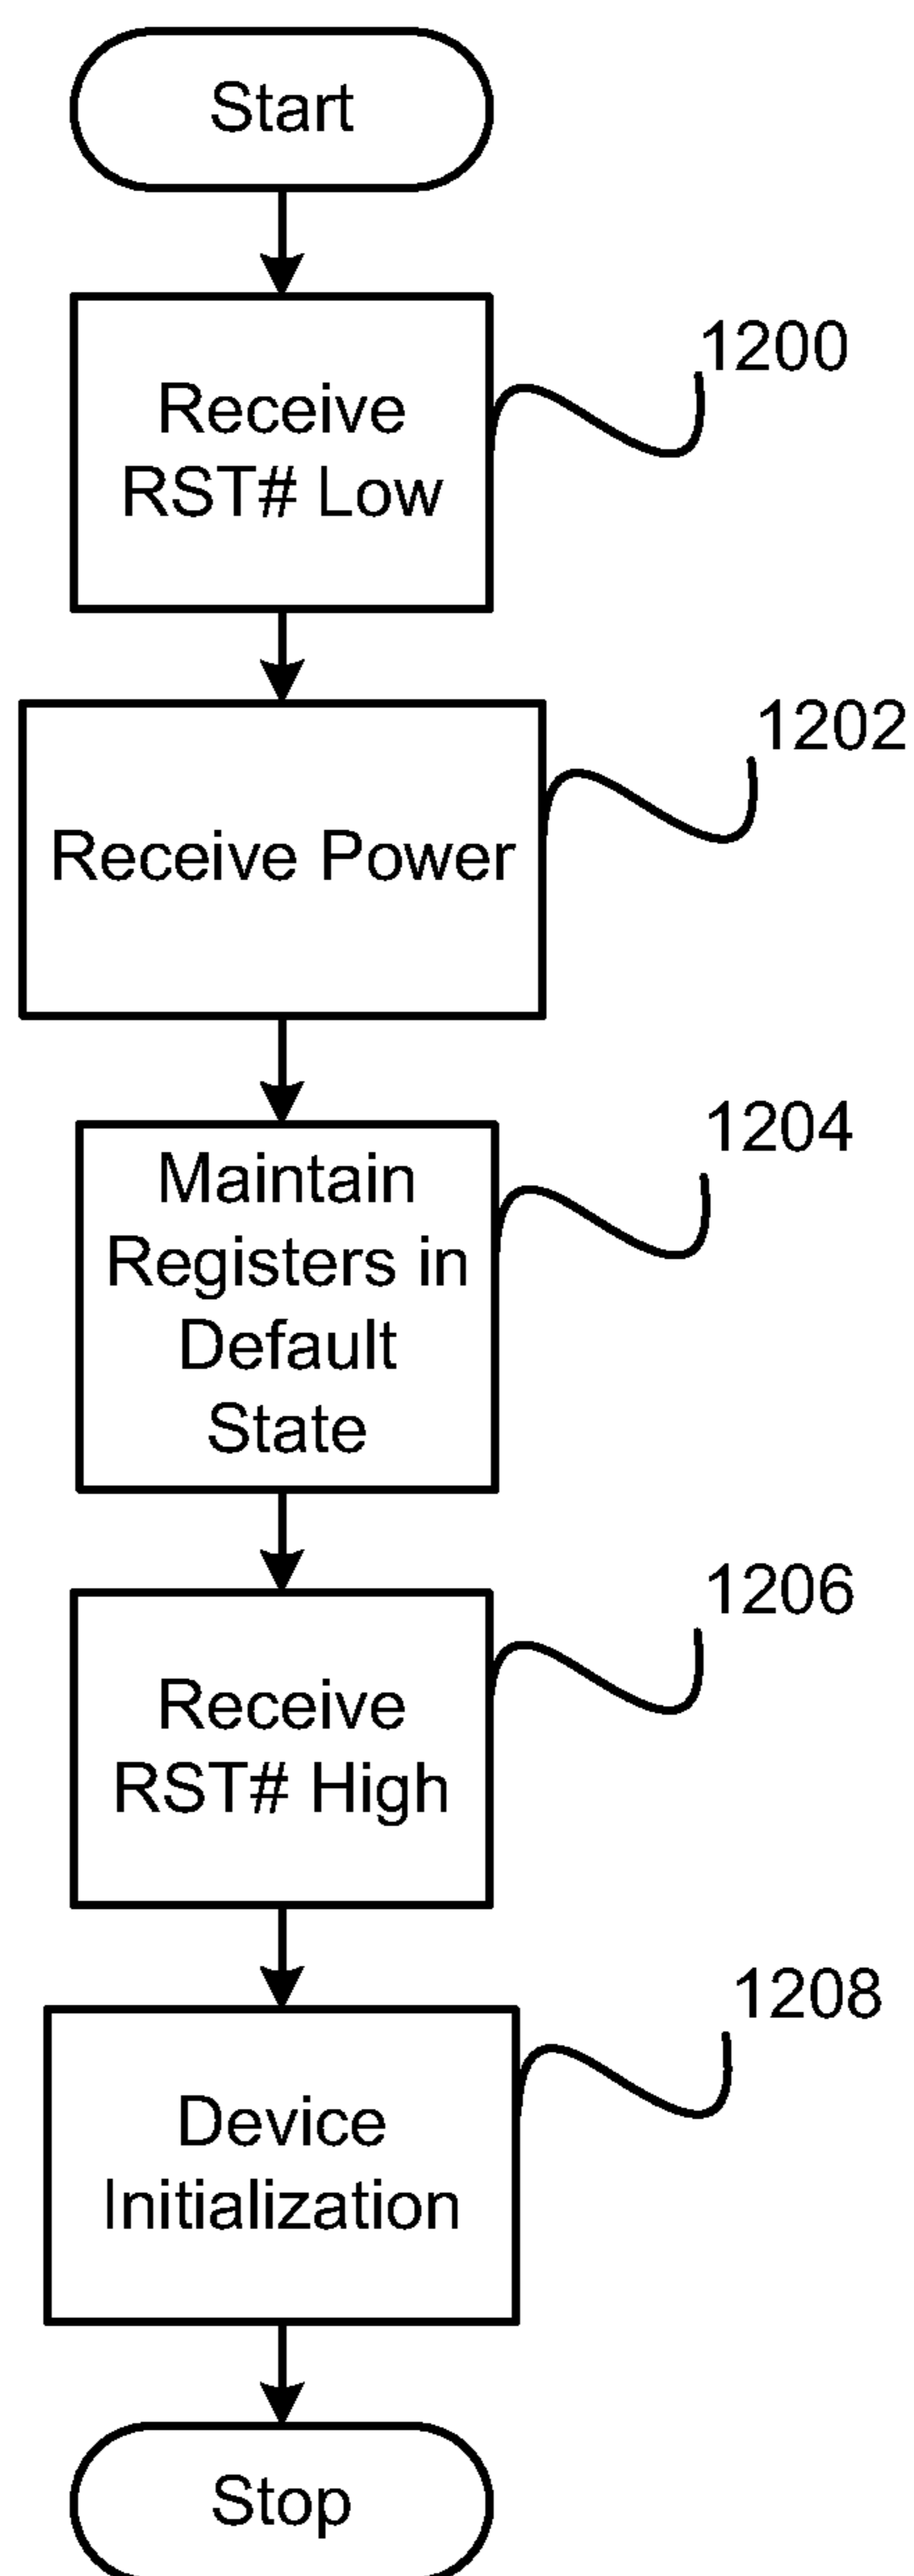 Start
1200
Receive
RST# Low
1202
Receive Power
1204
Maintain
Registers in
Default
State
1206
Receive
RST# High
1208
Device
Initialization
Stop